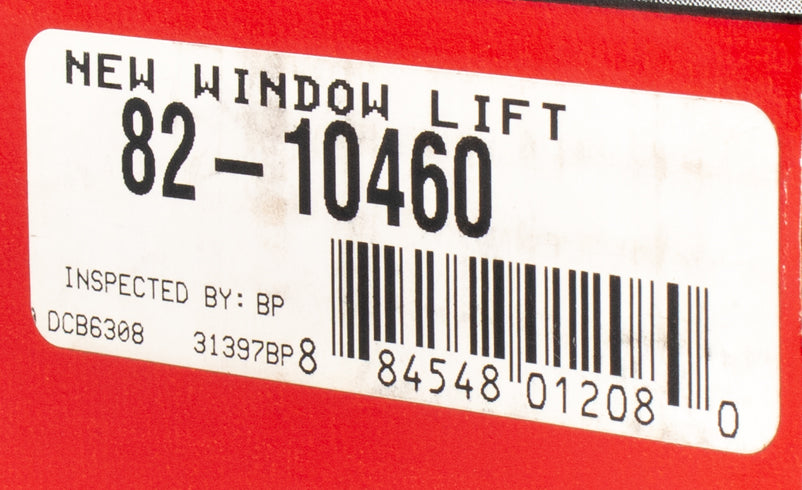 NEW WINDOW LIFT
82-10460
INSPECTED BY: BP
DCB6308 31397BP
8 84548 01208 0